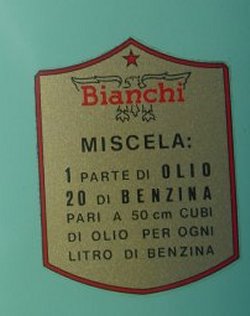 Bianchi
MISCELA:
1 PARTE DI OLIO
20 DI BENZINA
PARI A 50 cm CUBI
DI OLIO PER OGNI
LITRO DI BENZINA